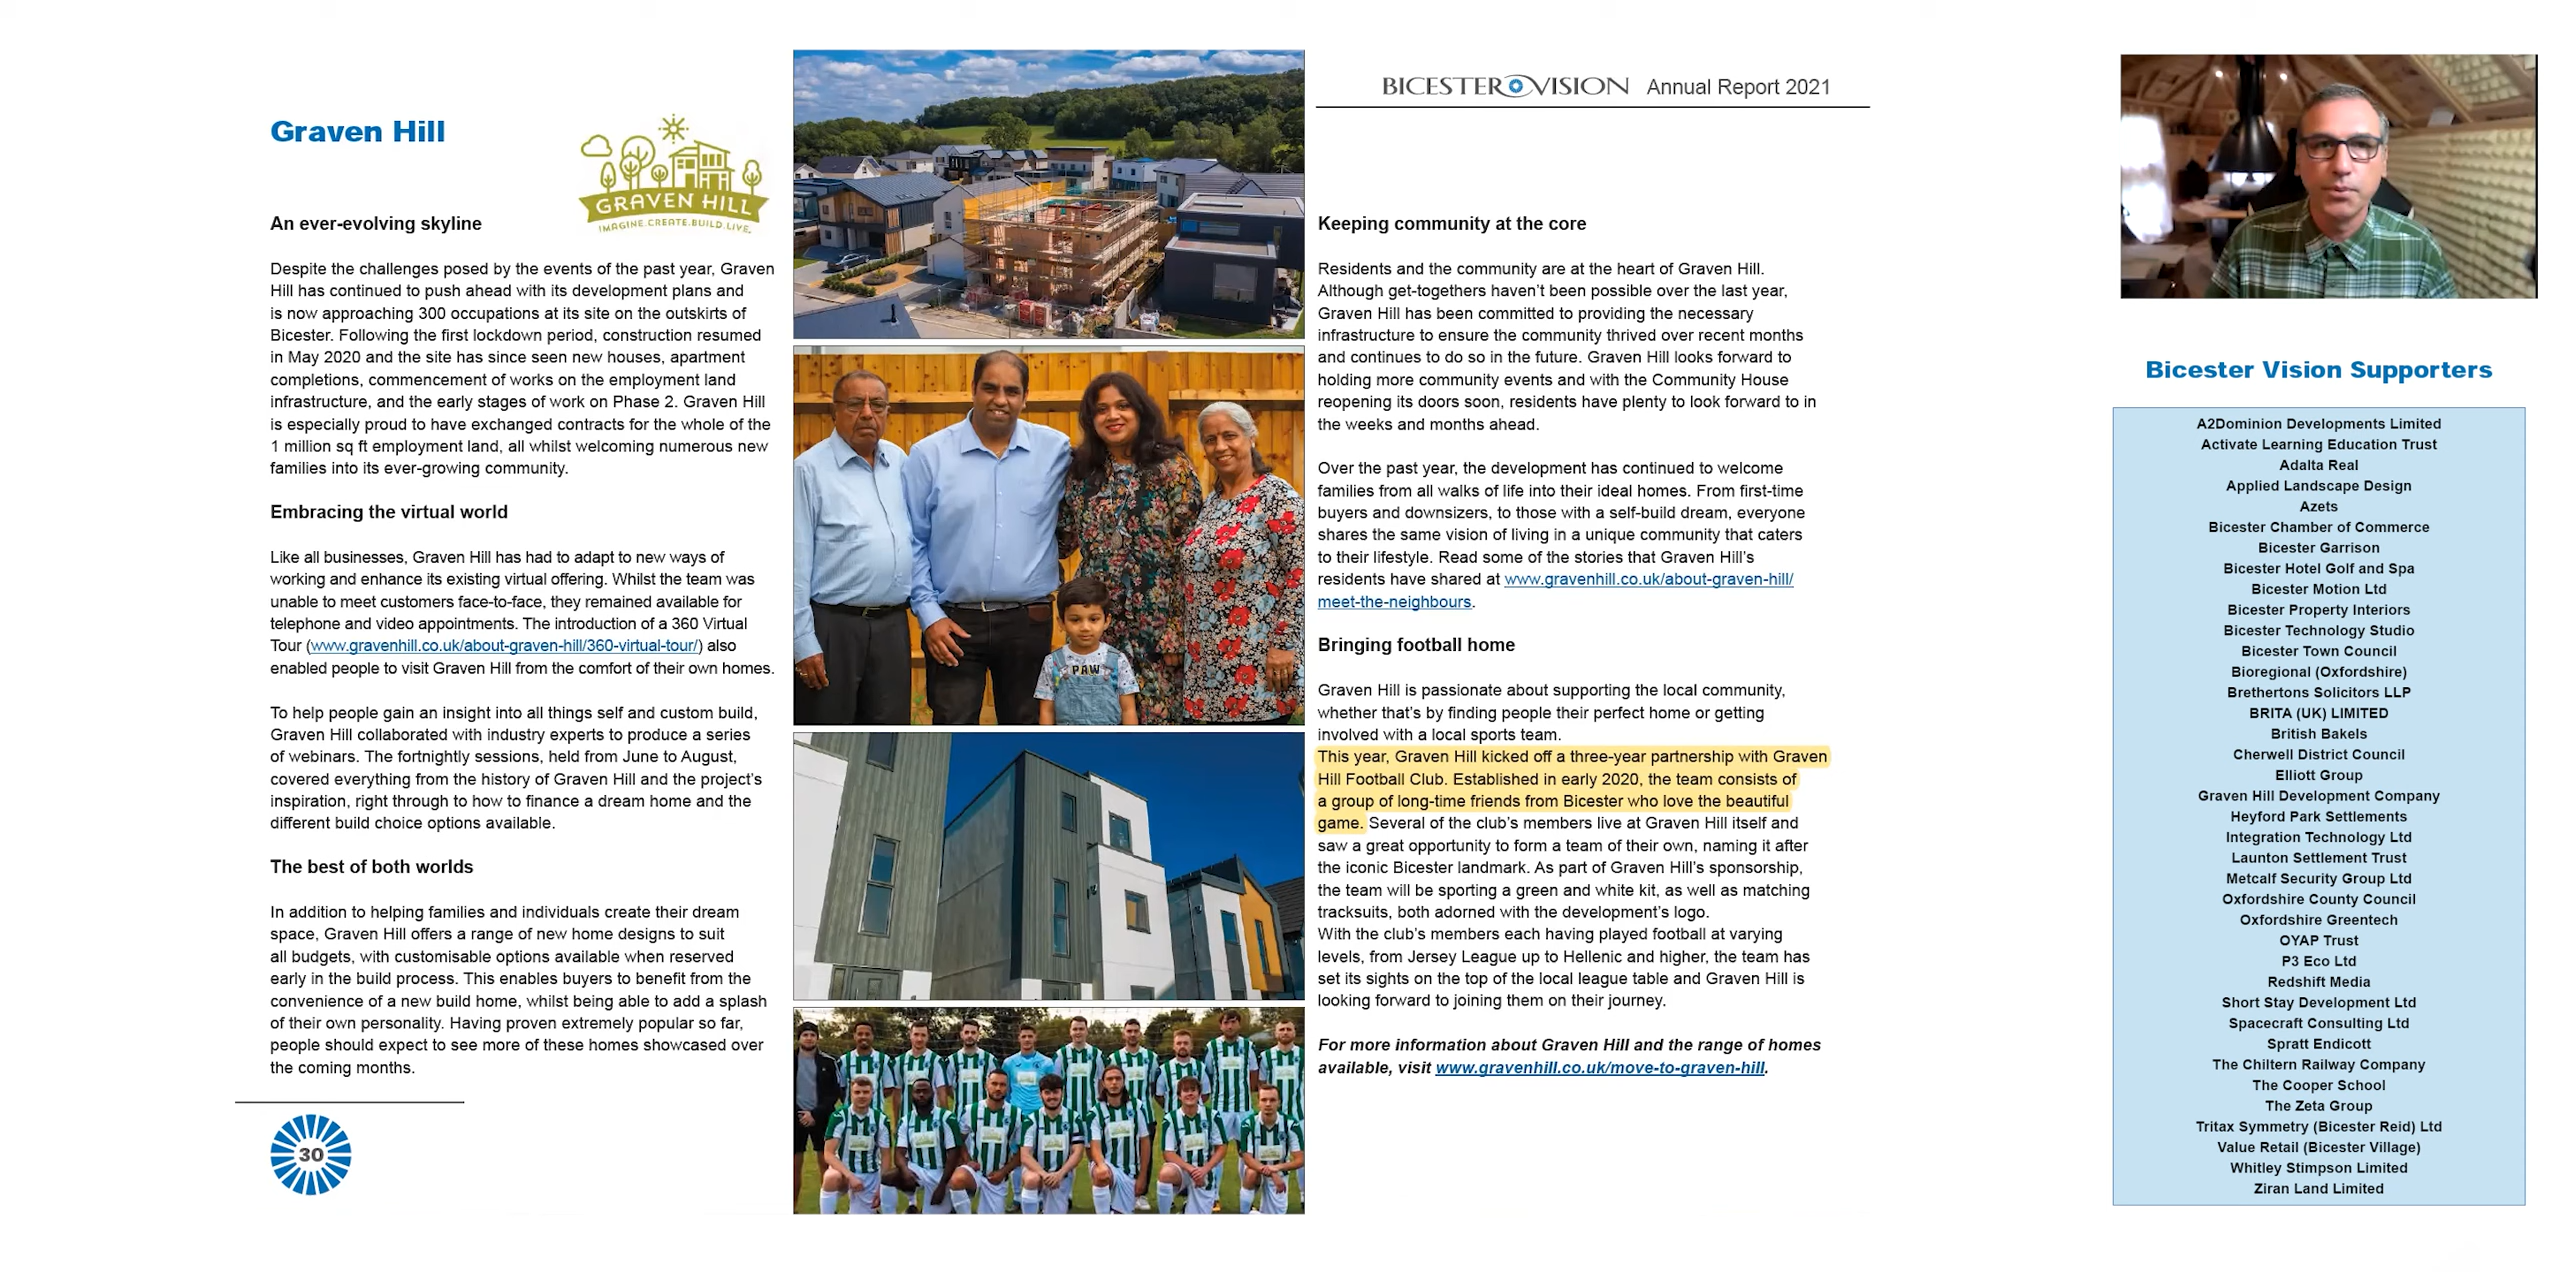 Graven Hill
GRAVEN HILL
IMAGINE.CREATE.BUILD.LIVE.
An ever-evolving skyline
Despite the challenges posed by the events of the past year, Graven
Hill has continued to push ahead with its development plans and
is now approaching 300 occupations at its site on the outskirts of
Bicester. Following the first lockdown period, construction resumed
in May 2020 and the site has since seen new houses, apartment
completions, commencement of works on the employment land
infrastructure, and the early stages of work on Phase 2. Graven Hill
is especially proud to have exchanged contracts for the whole of the
1 million sq ft employment land, all whilst welcoming numerous new
families into its ever-growing community.
Embracing the virtual world
Like all businesses, Graven Hill has had to adapt to new ways of
working and enhance its existing virtual offering. Whilst the team was
unable to meet customers face-to-face, they remained available for
telephone and video appointments. The introduction of a 360 Virtual
Tour (www.gravenhill.co.uk/about-graven-hill/360-virtual-tour/) also
enabled people to visit Graven Hill from the comfort of their own homes.
To help people gain an insight into all things self and custom build,
Graven Hill collaborated with industry experts to produce a series
of webinars. The fortnightly sessions, held from June to August,
covered everything from the history of Graven Hill and the project's
inspiration, right through to how to finance a dream home and the
different build choice options available.
The best of both worlds
In addition to helping families and individuals create their dream
space, Graven Hill offers a range of new home designs to suit
all budgets, with customisable options available when reserved
early in the build process. This enables buyers to benefit from the
convenience of a new build home, whilst being able to add a splash
of their own personality. Having proven extremely popular so far,
people should expect to see more of these homes showcased over
the coming months.
30
PAW
BICESTER VISION Annual Report 2021
Keeping community at the core
Residents and the community are at the heart of Graven Hill.
Although get-togethers haven't been possible over the last year,
Graven Hill has been committed to providing the necessary
infrastructure to ensure the community thrived over recent months
and continues to do so in the future. Graven Hill looks forward to
holding more community events and with the Community House
reopening its doors soon, residents have plenty to look forward to in
the weeks and months ahead.
Over the past year, the development has continued to welcome
families from all walks of life into their ideal homes. From first-time
buyers and downsizers, to those with a self-build dream, everyone
shares the same vision of living in a unique community that caters
to their lifestyle. Read some of the stories that Graven Hill's
residents have shared at www.gravenhill.co.uk/about-graven-hill/
meet-the-neighbours.
Bringing football home
Graven Hill is passionate about supporting the local community,
whether that's by finding people their perfect home or getting
involved with a local sports team.
This year, Graven Hill kicked off a three-year partnership with Graven
Hill Football Club. Established in early 2020, the team consists of
a group of long-time friends from Bicester who love the beautiful
game. Several of the club's members live at Graven Hill itself and
saw a great opportunity to form a team of their own, naming it after
the iconic Bicester landmark. As part of Graven Hill's sponsorship,
the team will be sporting a green and white kit, as well as matching
tracksuits, both adorned with the development's logo.
With the club's members each having played football at varying
levels, from Jersey League up to Hellenic and higher, the team has
set its sights on the top of the local league table and Graven Hill is
looking forward to joining them on their journey.
For more information about Graven Hill and the range of homes
available, visit www.gravenhill.co.uk/move-to-graven-hill.
Bicester Vision Supporters
A2Dominion Developments Limited
Activate Learning Education Trust
Adalta Real
Applied Landscape Design
Azets
Bicester Chamber of Commerce
Bicester Garrison
Bicester Hotel Golf and Spa
Bicester Motion Ltd
Bicester Property Interiors
Bicester Technology Studio
Bicester Town Council
Bioregional (Oxfordshire)
Brethertons Solicitors LLP
BRITA (UK) LIMITED
British Bakels
Cherwell District Council
Elliott Group
Graven Hill Development Company
Heyford Park Settlements
Integration Technology Ltd
Launton Settlement Trust
Metcalf Security Group Ltd
Oxfordshire County Council
Oxfordshire Greentech
OYAP Trust
P3 Eco Ltd
Redshift Media
Short Stay Development Ltd
Spacecraft Consulting Ltd
Spratt Endicott
The Chiltern Railway Company
The Cooper School
The Zeta Group
Tritax Symmetry (Bicester Reid) Ltd
Value Retail (Bicester Village)
Whitley Stimpson Limited
Ziran Land Limited